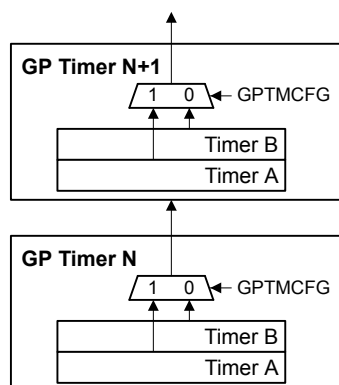 GP Timer N+1
1 0
GPTMCFG
Timer B
Timer A
GP Timer N
1 0
GPTMCFG
Timer B
Timer A